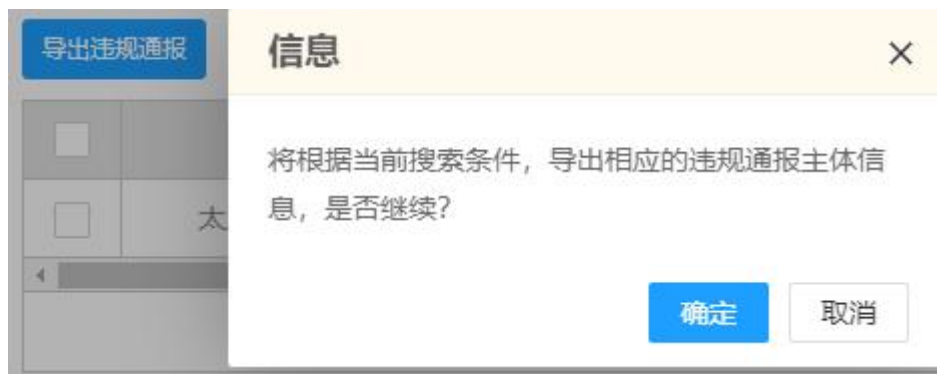 导出违规通报
信息
将根据当前搜索条件，导出相应的违规通报主体信
息，是否继续?
太
确定
取消